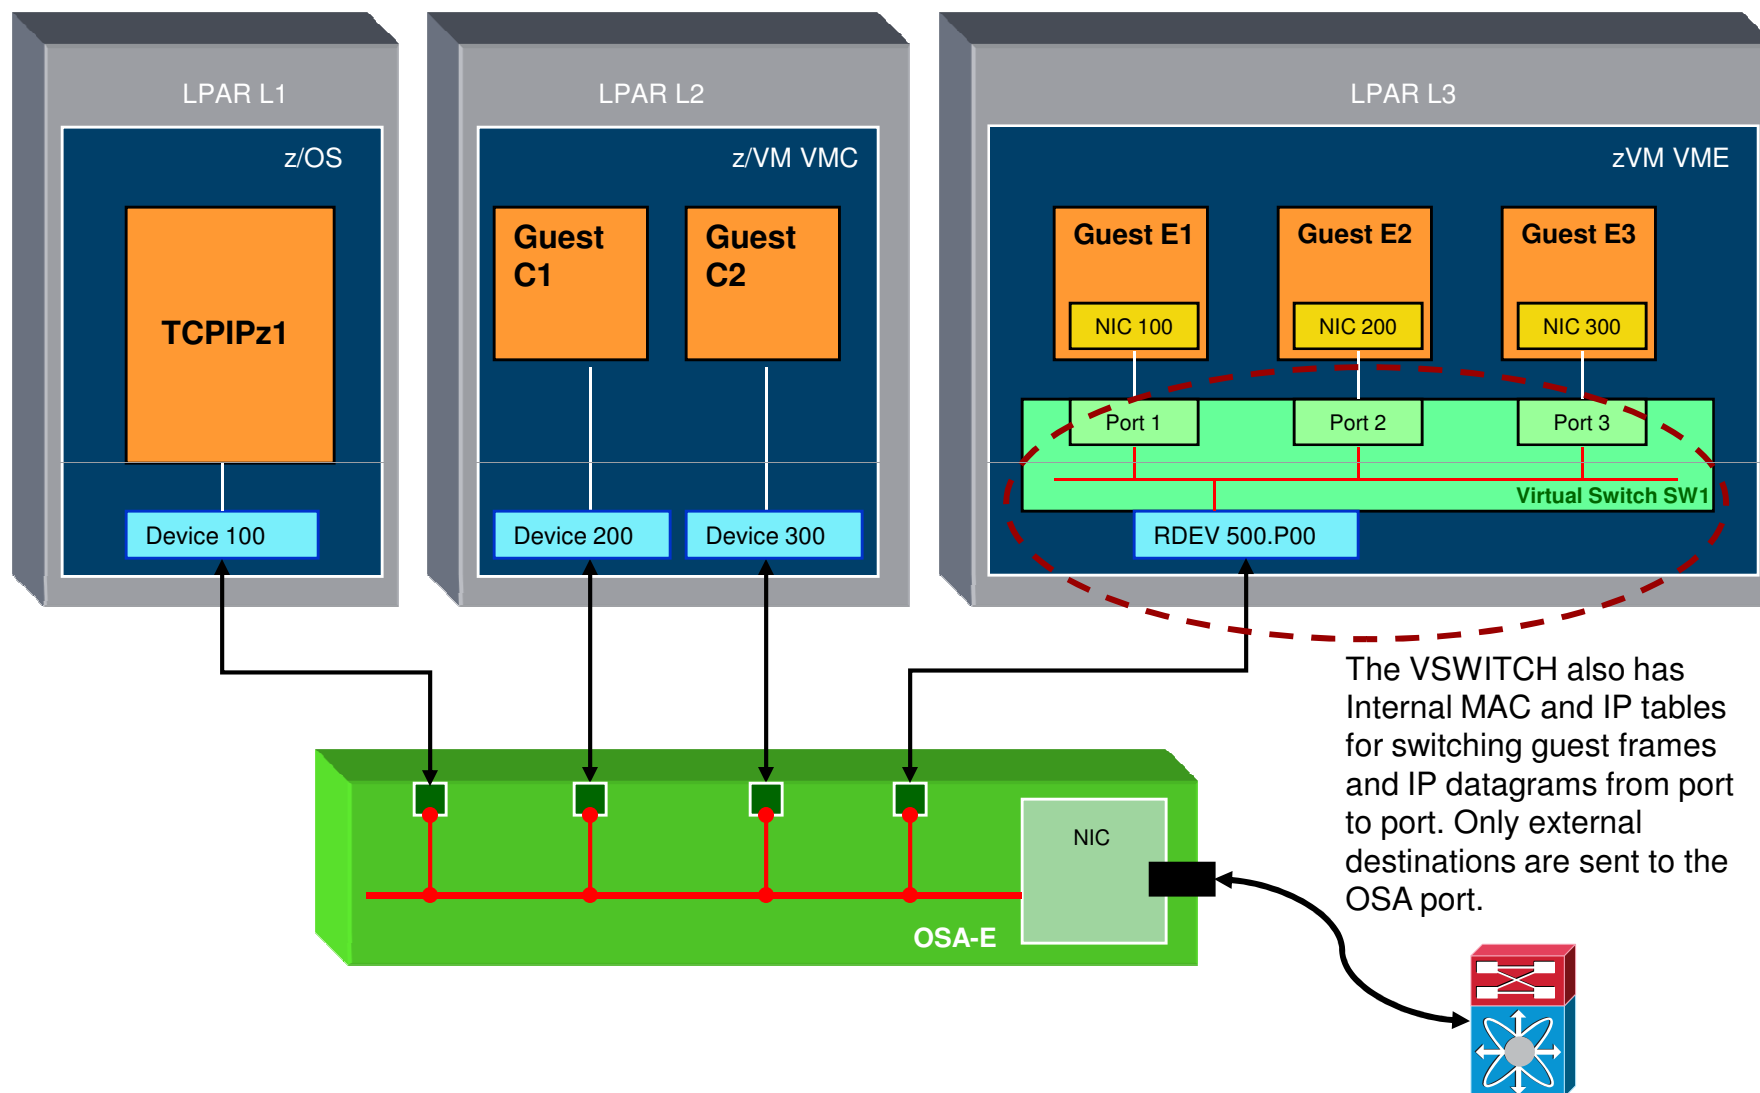 LPAR L1
LPAR L2
LPAR L3
z/OS
z/VM VMC
zVM VME
TCPIPz1
Guest
C1
Guest
C2
Guest E1
Guest E2
Guest E3
NIC 100
NIC 200
NIC 300
Port 1
Port 2
Port 3
Virtual Switch SW1
Device 100
Device 200
Device 300
RDEV 500.P00
The VSWITCH also has
Internal MAC and IP tables
for switching guest frames
and IP datagrams from port
to port. Only external
destinations are sent to the
OSA port.
NIC
OSA-E